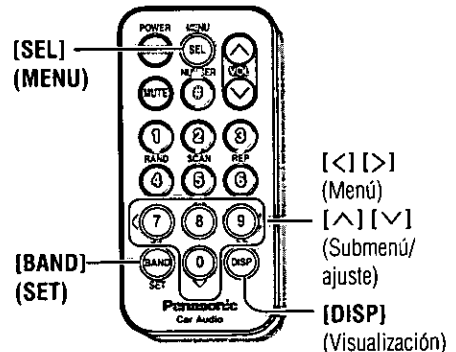 POWER MENU
[SEL]
(MENU)
SEL
VOL
NUMBER
MUTE
#
1 2 3
RAND SCAN REP
4 5 6
[<] [>]
(Menú)
[∧] [∨]
(Submenú/
ajuste)
7 8 9
[BAND]
(SET)
BAND 0 DISP
SET
Panasonic
Car Audio
[DISP]
(Visualización)